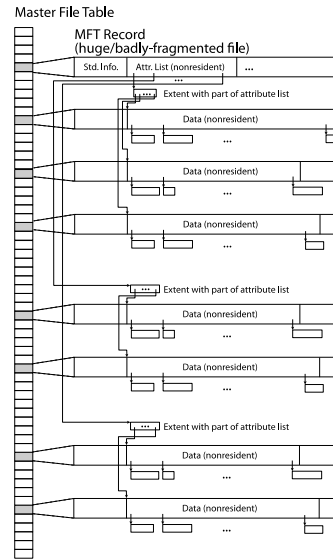 Master File Table
MFT Record
(huge/badly-fragmented file)
Std. Info. Attr. List (nonresident) ...
...
... Extent with part of attribute list
Data (nonresident)
...
Data (nonresident)
...
Data (nonresident)
...
... Extent with part of attribute list
Data (nonresident)
...
Data (nonresident)
...
... Extent with part of attribute list
Data (nonresident)
...
Data (nonresident)
...